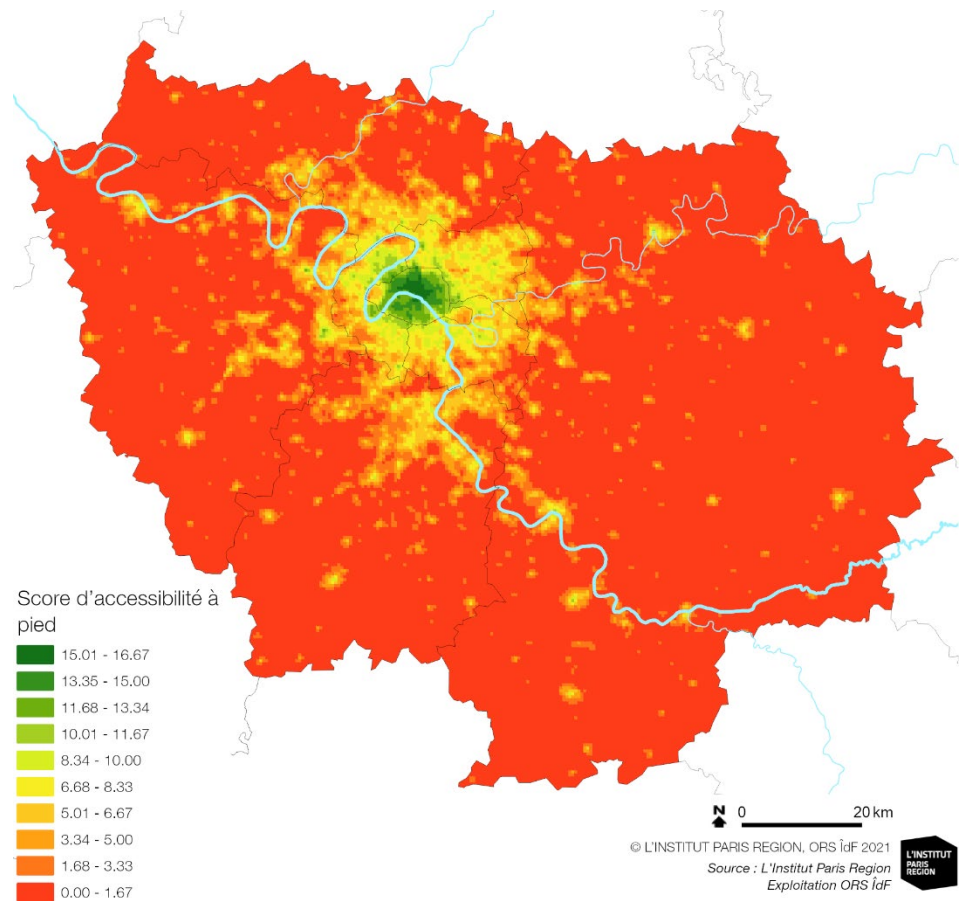 Score d'accessibilité à
pied
15.01 - 16.67
13.35 - 15.00
11.68 - 13.34
10.01 - 11.67
8.34 - 10.00
6.68 - 8.33
5.01 - 6.67
3.34 - 5.00
1.68 - 3.33
0.00 - 1.67
N 0 20 km
© L'INSTITUT PARIS REGION, ORS ÎdF 2021
Source : L'Institut Paris Region
Exploitation ORS ÎdF
L'INSTITUT
PARIS
REGION